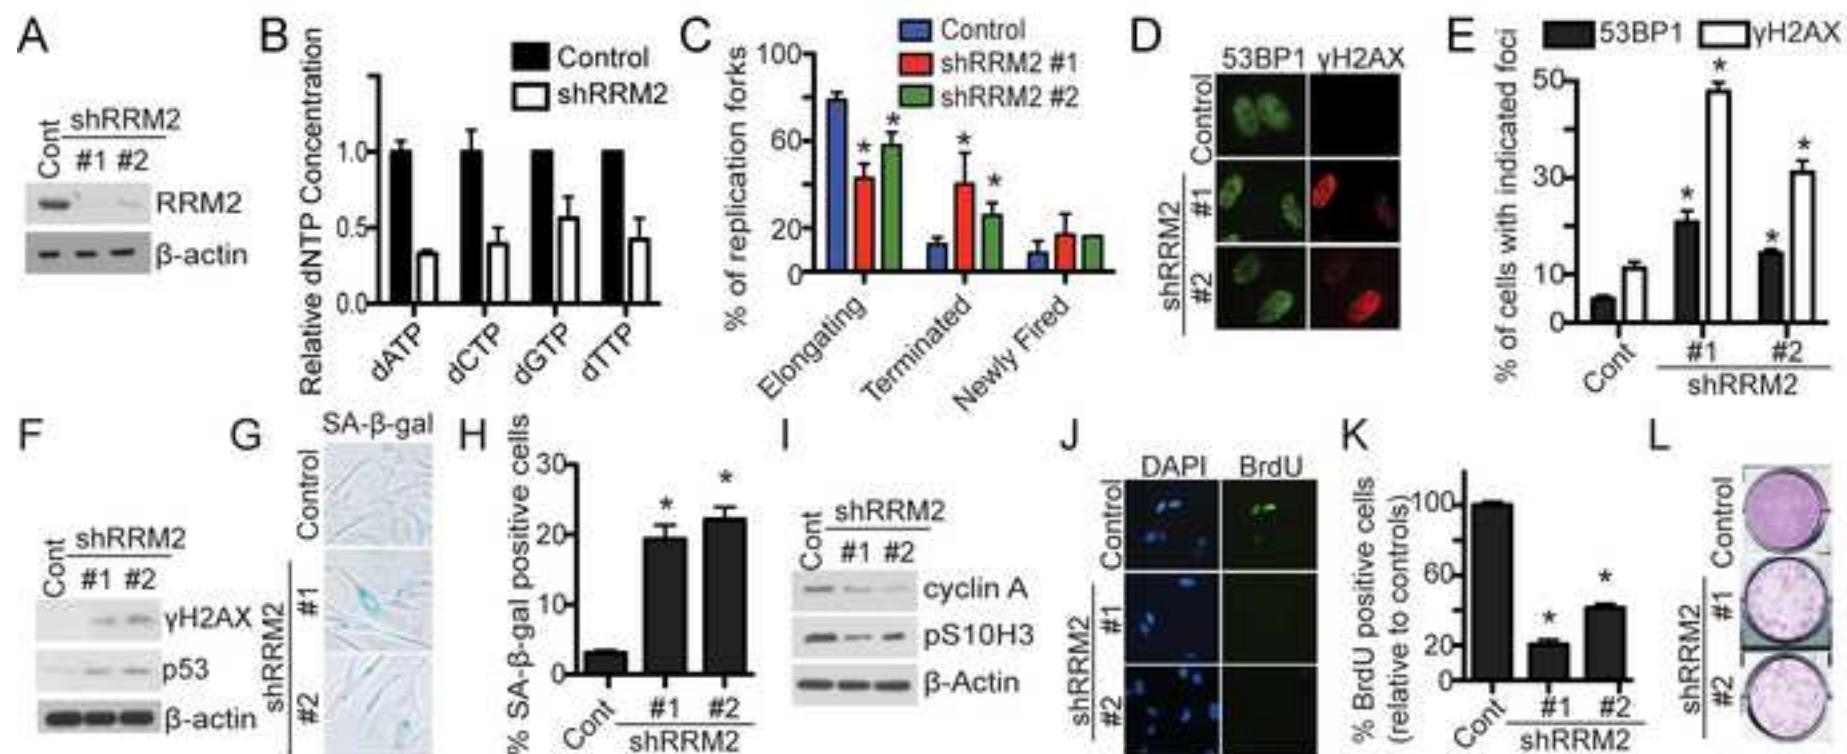 A
Cont
shRRM2
#1 #2
RRM2
β-actin
B
Relative dNTP Concentration
Control
shRRM2
1.0
0.5
0.0
dATP
dCTP
dGTP
dTTP
C
% of replication forks
Control
shRRM2 #1
shRRM2 #2
100
60
20
0
* *
* *
Elongating
Terminated
Newly Fired
D
53BP1 γH2AX
Control
shRRM2
#1
#2
E
53BP1 γH2AX
% of cells with indicated foci
50
30
10
0
* *
* *
Cont
#1 #2
shRRM2
F
Cont
shRRM2
#1 #2
γH2AX
p53
β-actin
G
SA-β-gal
Control
shRRM2
#1
#2
H
% SA-β-gal positive cells
30
20
10
0
* *
Cont
#1 #2
shRRM2
I
Cont
shRRM2
#1 #2
cyclin A
pS10H3
β-Actin
J
DAPI BrdU
Control
shRRM2
#1
#2
K
% BrdU positive cells
(relative to controls)
100
60
20
0
* *
Cont
#1 #2
shRRM2
L
Control
shRRM2
#1
#2